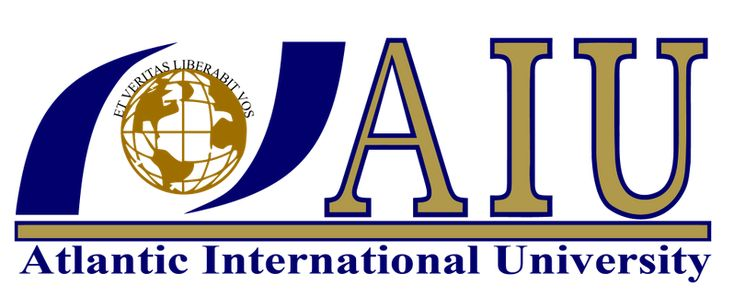 ET VERITAS LIBERABIT VOS
AIU
Atlantic International University